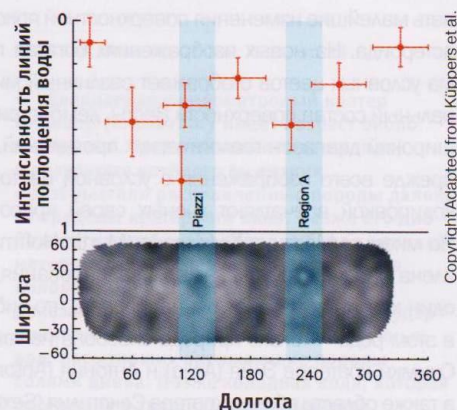 0
Интенсивность линий
поглощения вода
1
Piazzi
Region A
Широта
60
30
0
−30
−60
0
60
120
180
240
300
360
Долгота
Copyright Adapted from Küppers et al.